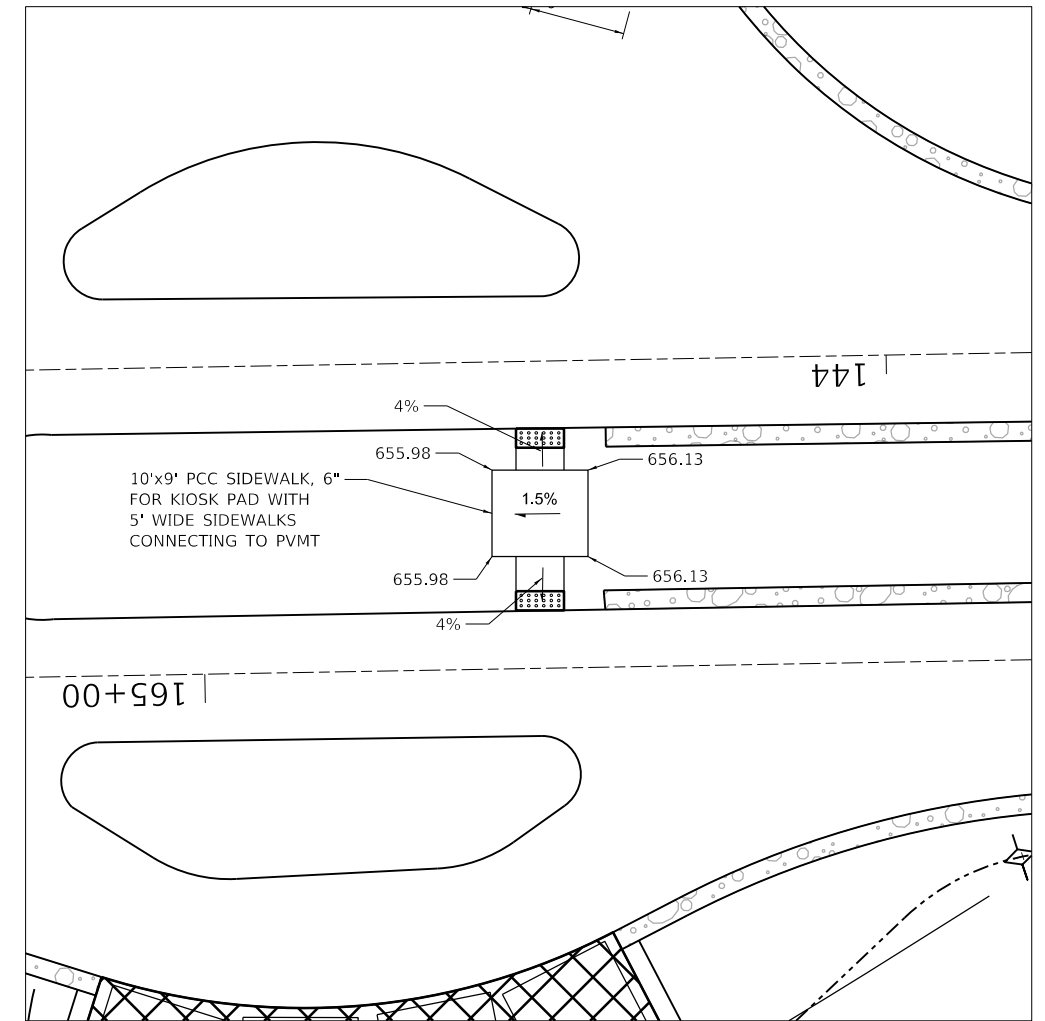 144
4%
655.98
656.13
10'x9' PCC SIDEWALK, 6"
FOR KIOSK PAD WITH
5' WIDE SIDEWALKS
CONNECTING TO PVMT
1.5%
655.98
656.13
4%
165+00